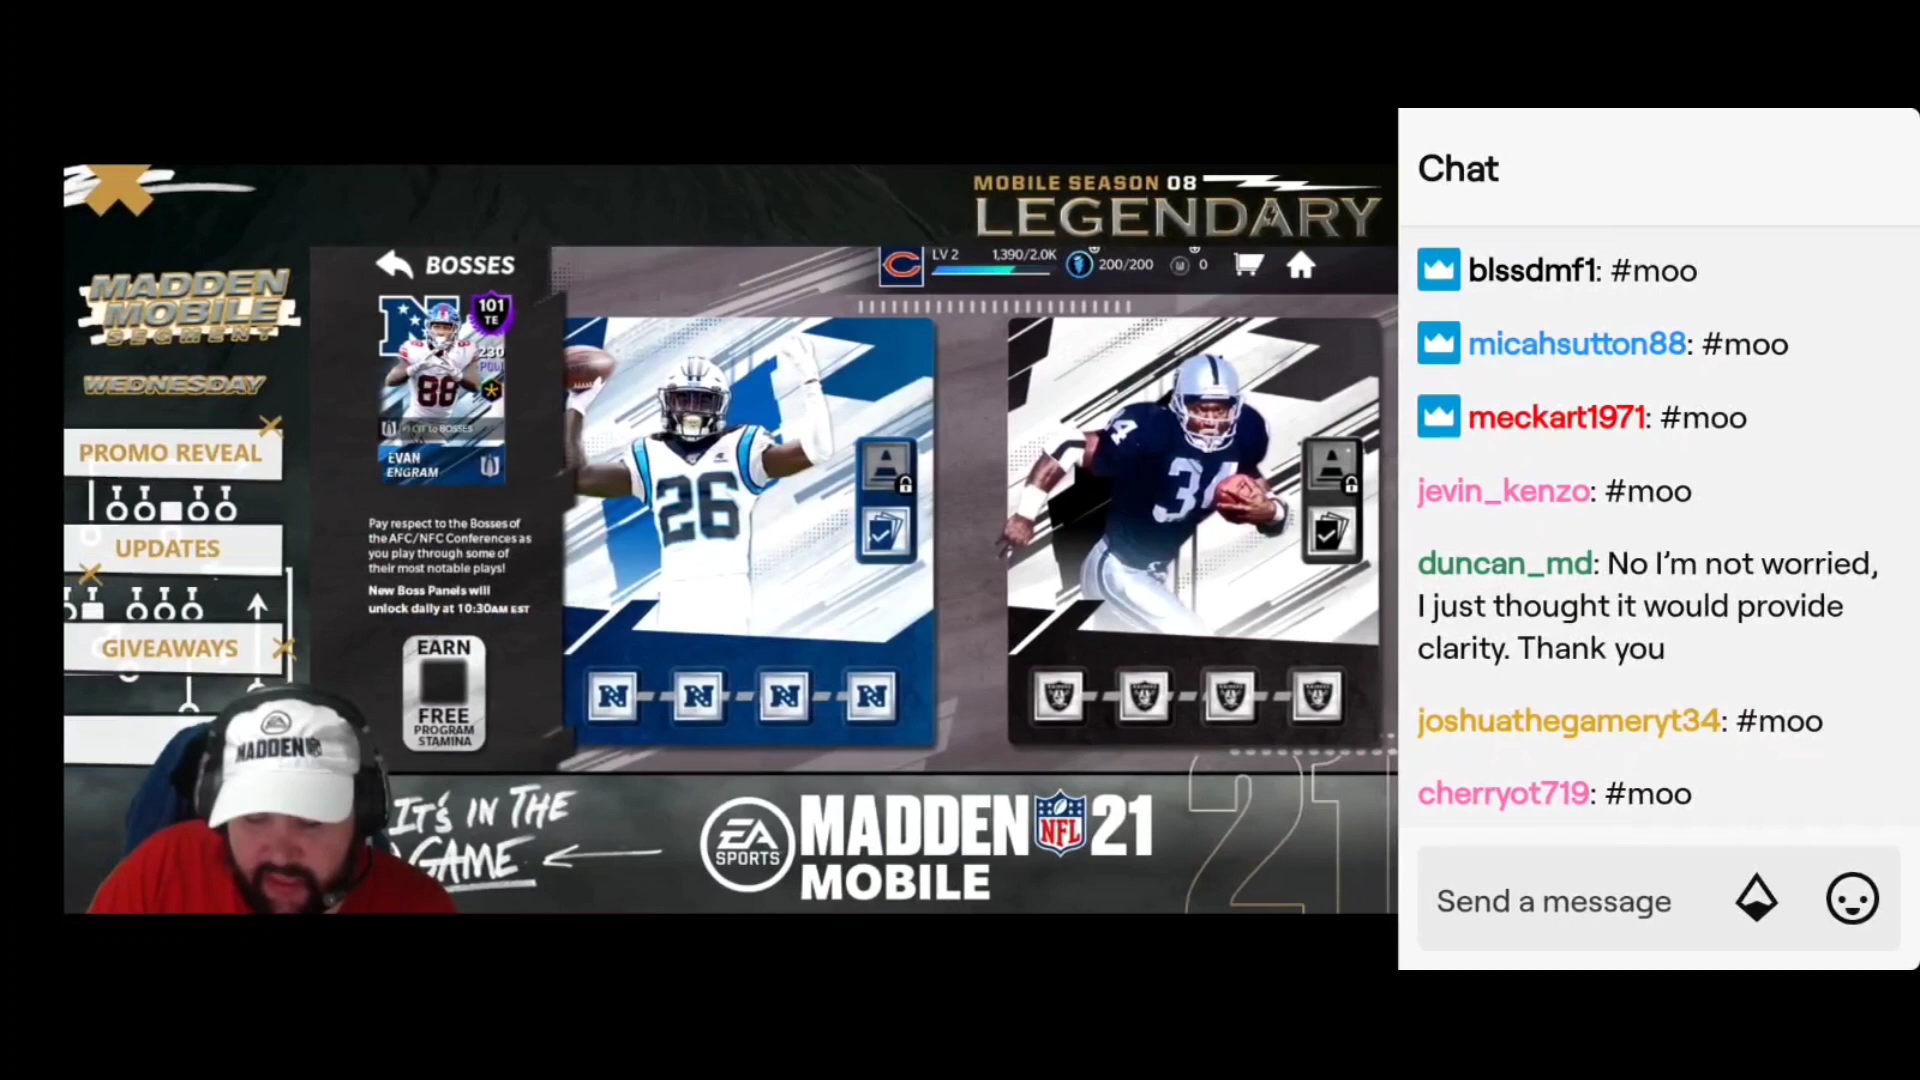 MOBILE SEASON 08
LEGENDARY
MADDEN
MOBILE
SEGMENT
WEDNESDAY
PROMO REVEAL
UPDATES
GIVEAWAYS
BOSSES
LV 2
1,390/2.0K
200/200
0
101
TE
230
POW
88
EVAN
ENGRAM
Pay respect to the Bosses of
the AFC/NFC Conferences as
you play through some of
their most notable plays!
New Boss Panels will
unlock daily at 10:30AM EST
EARN
FREE
PROGRAM
STAMINA
26
34
4
MADDEN
IT'S IN THE
GAME
EA
SPORTS
MADDEN NFL 21
MOBILE
21
Chat
blssdmf1: #moo
micahsutton88: #moo
meckart1971: #moo
jevin_kenzo: #moo
duncan_md: No I’m not worried,
I just thought it would provide
clarity. Thank you
joshuathegameryt34: #moo
cherryot719: #moo
Send a message